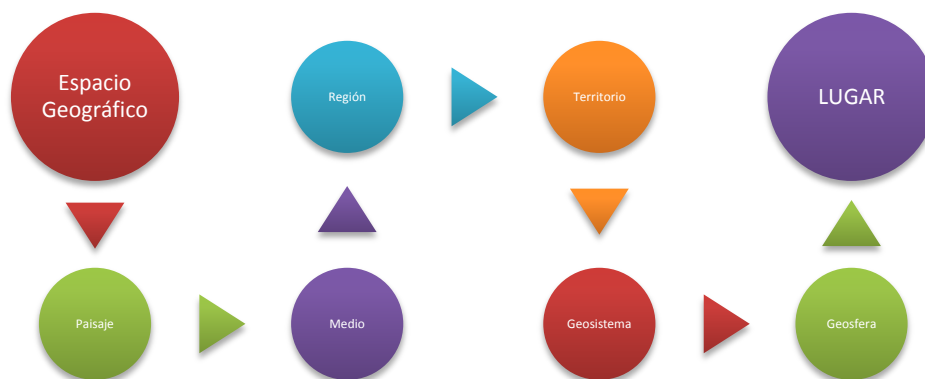 Espacio
Geográfico
Paisaje
Medio
Región
Territorio
Geosistema
Geosfera
LUGAR